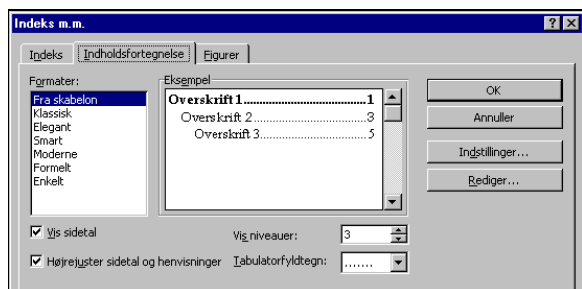 Indeks m.m.
Indeks Indholdsfortegnelse Figurer
Formater:
Fra skabelon
Klassisk
Elegant
Smart
Moderne
Formelt
Enkelt
Eksempel
Overskrift 1.................................1
Overskrift 2............................3
Overskrift 3........................5
OK
Annuller
Indstillinger...
Rediger...
Vis sidetal
Vis niveauer: 3
Højrejuster sidetal og henvisninger
Tabulatorfyldtegn: .......